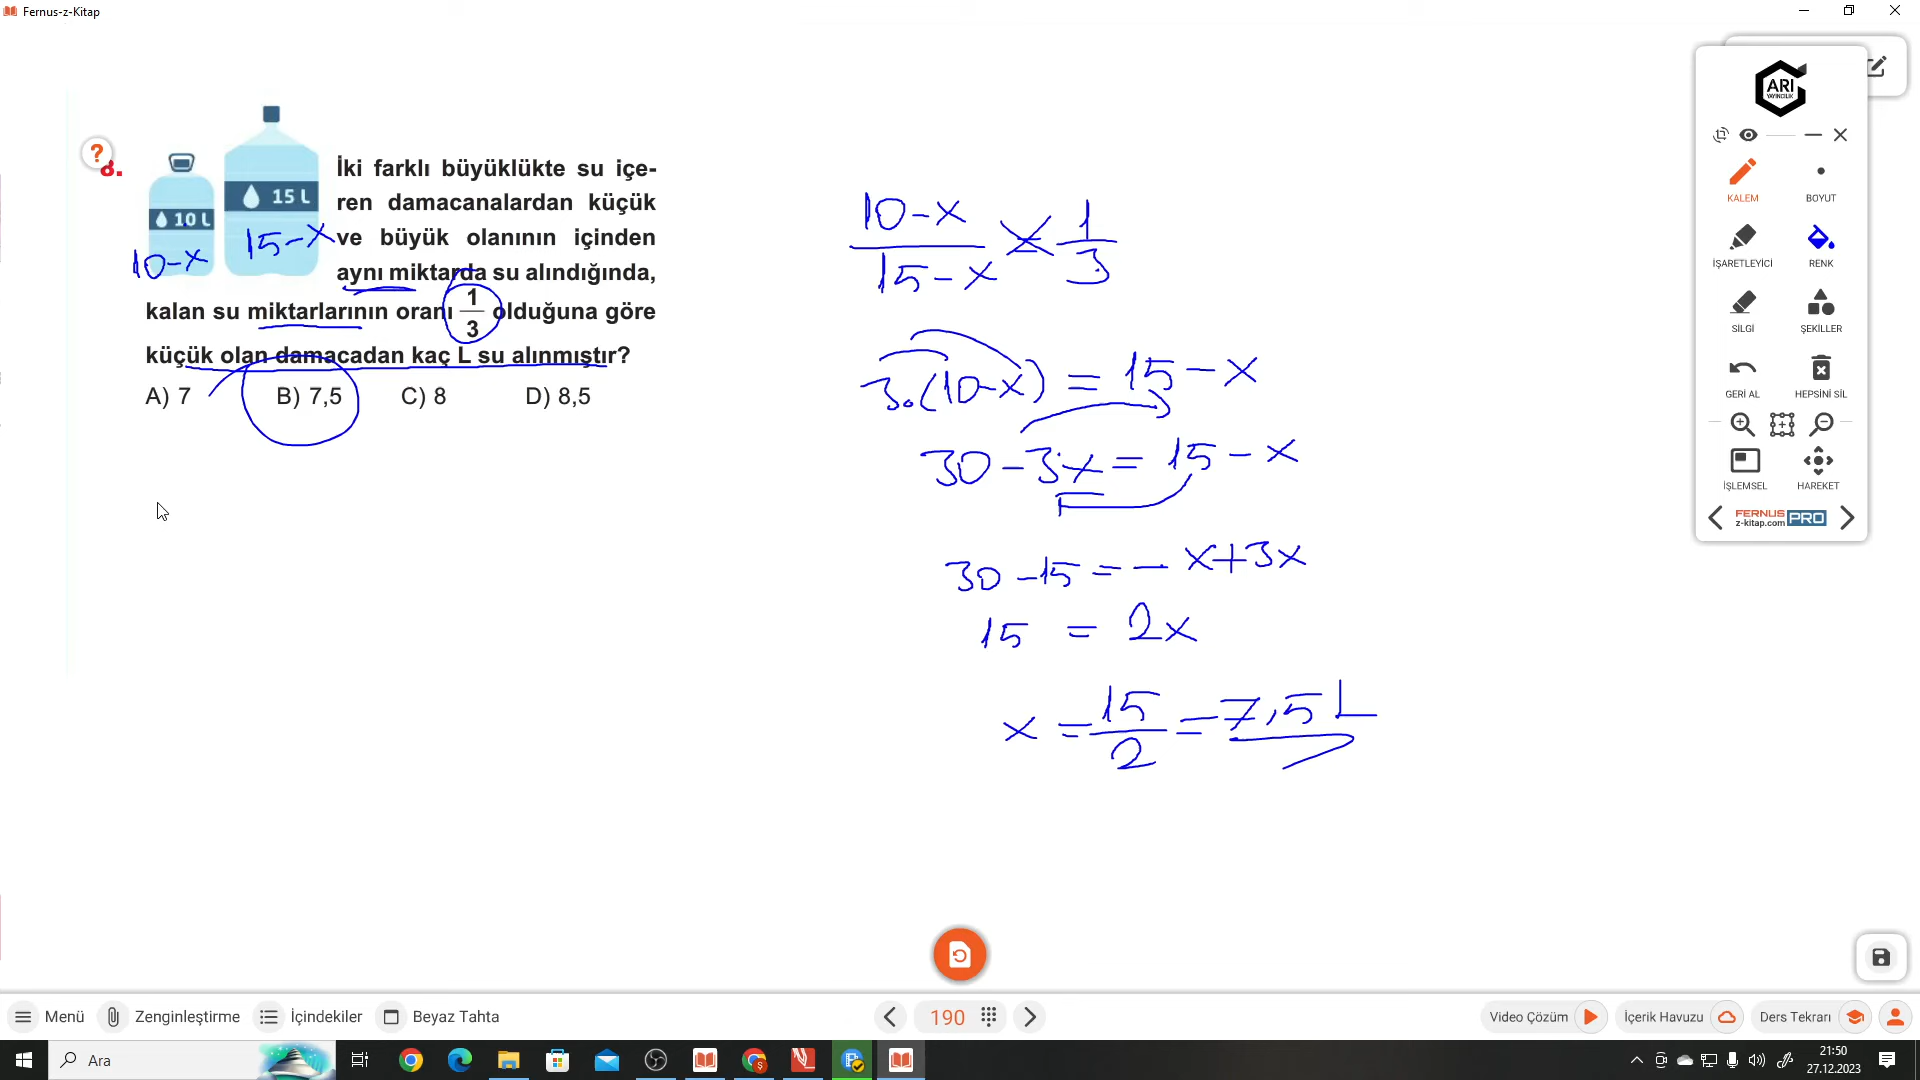 Fernus-z-Kitap
8.
15 L
10 L
10-x
15-x
İki farklı büyüklükte su içe-
ren damacanalardan küçük
ve büyük olanının içinden
aynı miktarda su alındığında,
kalan su miktarlarının oranı 1/3 olduğuna göre
küçük olan damacadan kaç L su alınmıştır?
A) 7 B) 7,5 C) 8 D) 8,5
10-x/15-x = 1/3
3.(10-x) = 15-x
30-3x = 15-x
30-15 = -x+3x
15 = 2x
x = 15/2 = 7,5 L
ARI
YAYINCILIK
KALEM BOYUT
İŞARETLEYİCİ RENK
SİLGİ ŞEKİLLER
GERİ AL HEPSİNİ SİL
İŞLEMSEL HAREKET
FERNUS
z-kitap.com PRO
Menü Zenginleştirme İçindekiler Beyaz Tahta 190 Video Çözüm İçerik Havuzu Ders Tekrarı
Ara
21:50
27.12.2023